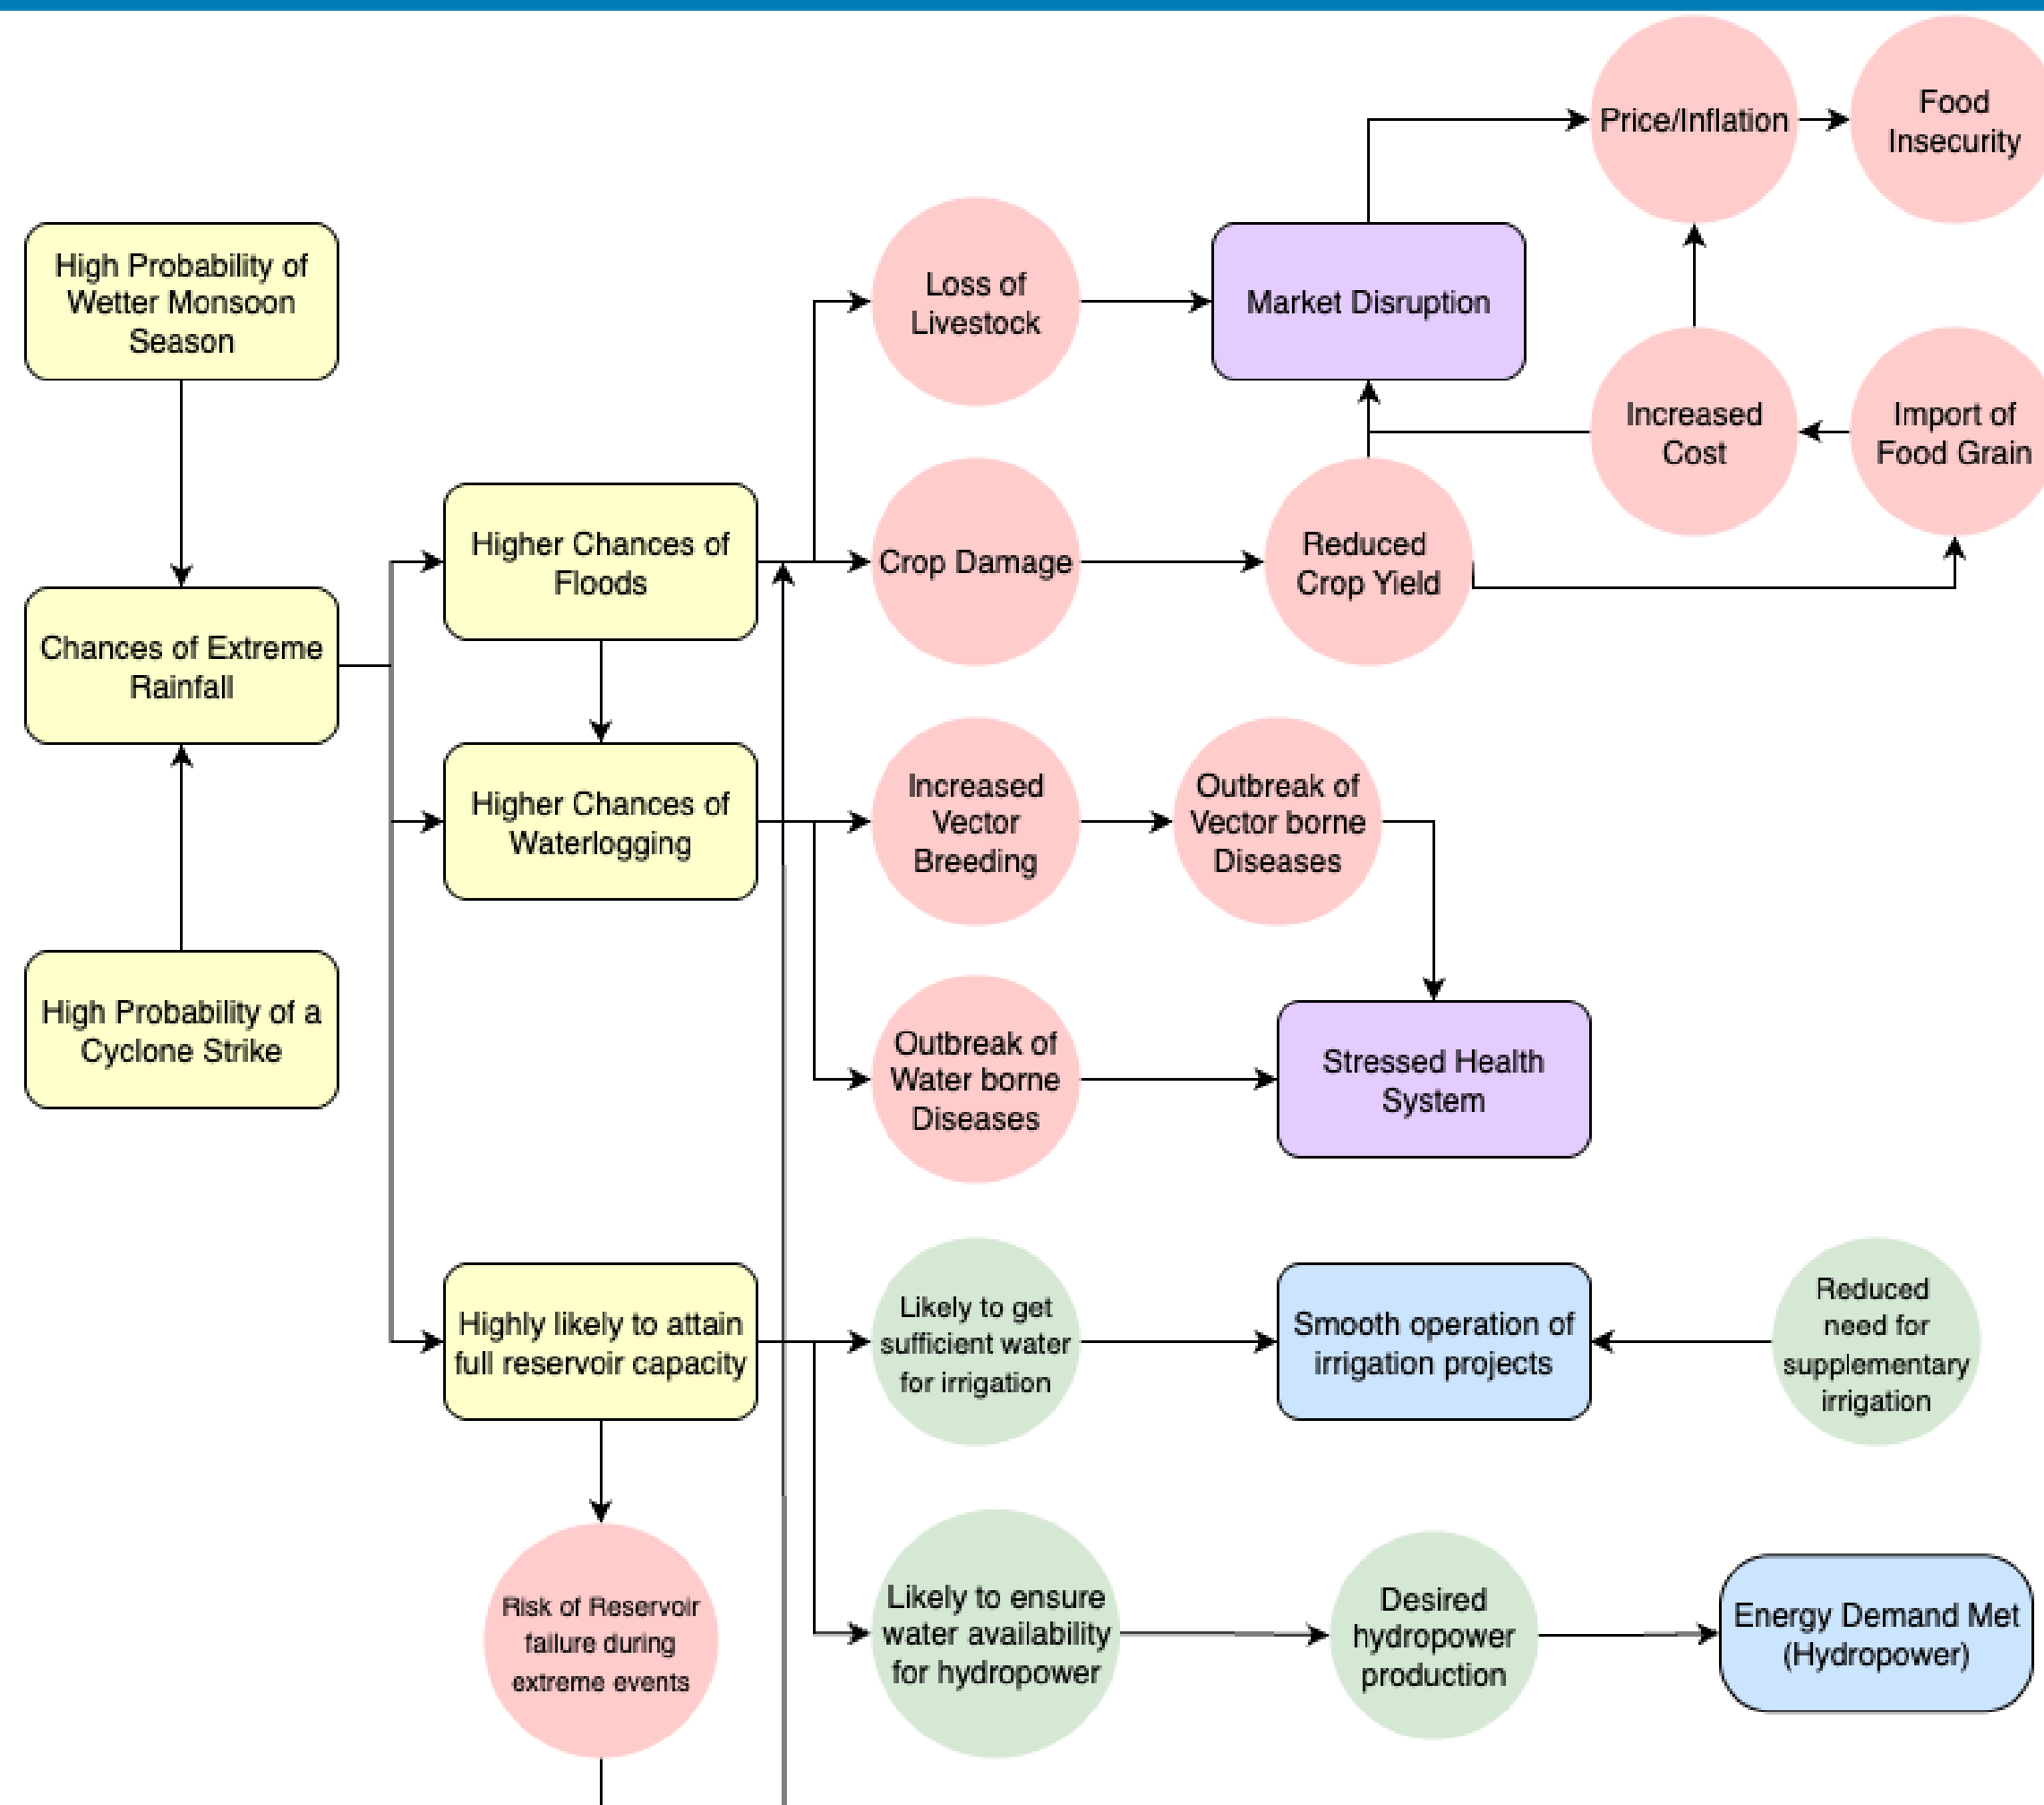 Price/Inflation
Food
Insecurity
High Probability of
Wetter Monsoon
Season
Loss of
Livestock
Market Disruption
Increased
Cost
Import of
Food Grain
Higher Chances of
Floods
Crop Damage
Reduced
Crop Yield
Chances of Extreme
Rainfall
Higher Chances of
Waterlogging
Increased
Vector
Breeding
Outbreak of
Vector borne
Diseases
High Probability of a
Cyclone Strike
Outbreak of
Water borne
Diseases
Stressed Health
System
Highly likely to attain
full reservoir capacity
Likely to get
sufficient water
for irrigation
Smooth operation of
irrigation projects
Reduced
need for
supplementary
irrigation
Risk of Reservoir
failure during
extreme events
Likely to ensure
water availability
for hydropower
Desired
hydropower
production
Energy Demand Met
(Hydropower)